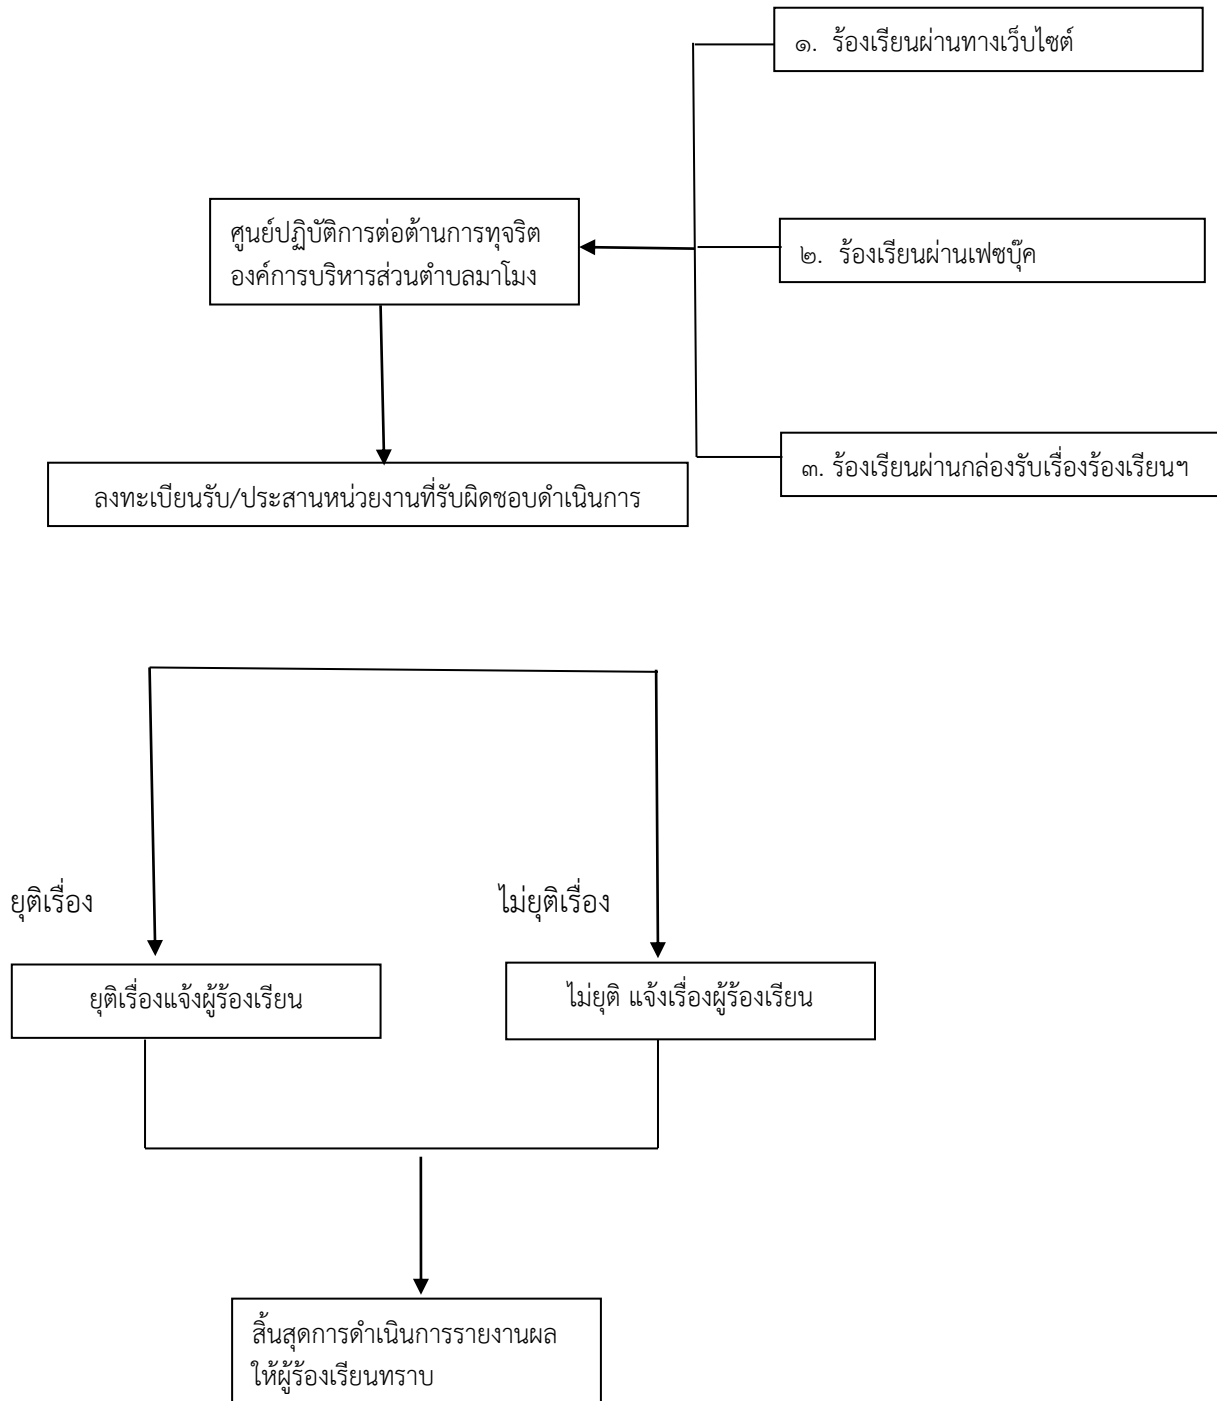 ๑. ร้องเรียนผ่านทางเว็บไซต์
ศูนย์ปฏิบัติการต่อต้านการทุจริต
องค์การบริหารส่วนตำบลมาโมง
๒. ร้องเรียนผ่านเฟซบุ๊ค
๓. ร้องเรียนผ่านกล่องรับเรื่องร้องเรียนฯ
ลงทะเบียนรับ/ประสานหน่วยงานที่รับผิดชอบดำเนินการ
ยุติเรื่อง
ไม่ยุติเรื่อง
ยุติเรื่องแจ้งผู้ร้องเรียน
ไม่ยุติ แจ้งเรื่องผู้ร้องเรียน
สิ้นสุดการดำเนินการรายงานผล
ให้ผู้ร้องเรียนทราบ